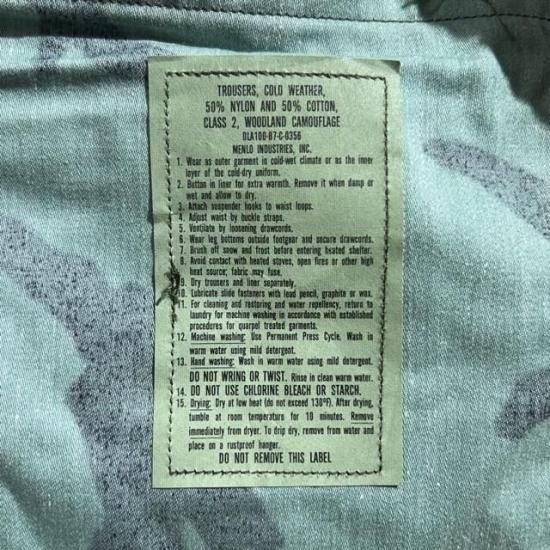 TROUSERS, COLD WEATHER,
50% NYLON AND 50% COTTON,
CLASS 2, WOODLAND CAMOUFLAGE
DLA100-87-C-0356
MENLO INDUSTRIES, INC.
1. Wear as outer garment in cold-wet climate or as the inner
layer of the cold-dry uniform.
2. Button in liner for extra warmth. Remove it when damp or
wet and allow to dry.
3. Attach suspender hooks to waist loops.
4. Adjust waist by buckle straps.
5. Ventilate by loosening drawcords.
6. Wear leg bottoms outside footgear and secure drawcords.
7. Brush off snow and frost before entering heated shelter.
8. Avoid contact with heated stoves, open fires or other high
heat source; fabric may fuse.
9. Dry trousers and liner separately.
10. Lubricate slide fasteners with lead pencil, graphite or wax.
11. For cleaning and restoring and water repellency, return to
laundry for machine washing in accordance with established
procederes for quarpel treated garments.
12. Machine washing: Use Permanent Press Cycle. Wash in
warm water using mild detergent.
13. Hand washing: Wash in warm water using mild detergent.
DO NOT WRING OR TWIST. Rinse in clean warm water.
14. DO NOT USE CHLORINE BLEACH OR STARCH.
15. Drying: Dry at low heat (do not exceed 130°F). After drying,
tumble at room temperature for 10 minutes. Remove
immediately from dryer. To drip dry, remove from water and
place on a rustproof hanger.
DO NOT REMOVE THIS LABEL